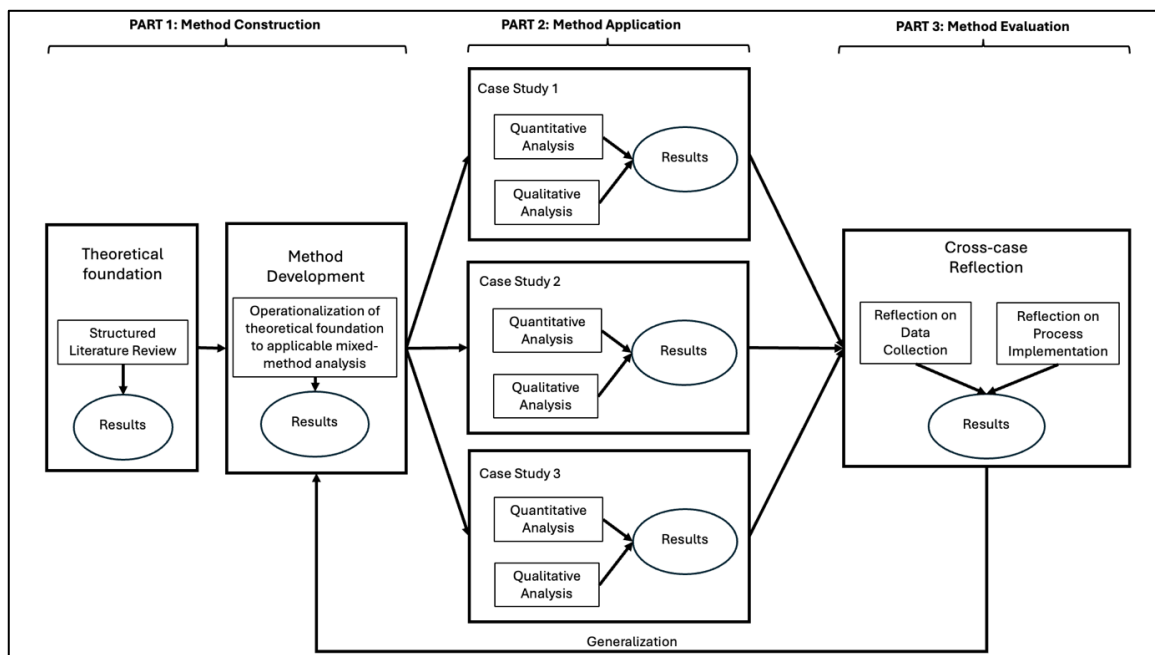 PART 1: Method Construction
PART 2: Method Application
PART 3: Method Evaluation
Theoretical
foundation
Structured
Literature Review
Results
Method
Development
Operationalization of
theoretical foundation
to applicable mixed-
method analysis
Results
Case Study 1
Quantitative
Analysis
Qualitative
Analysis
Results
Case Study 2
Quantitative
Analysis
Qualitative
Analysis
Results
Case Study 3
Quantitative
Analysis
Qualitative
Analysis
Results
Cross-case
Reflection
Reflection on
Data
Collection
Reflection on
Process
Implementation
Results
Generalization